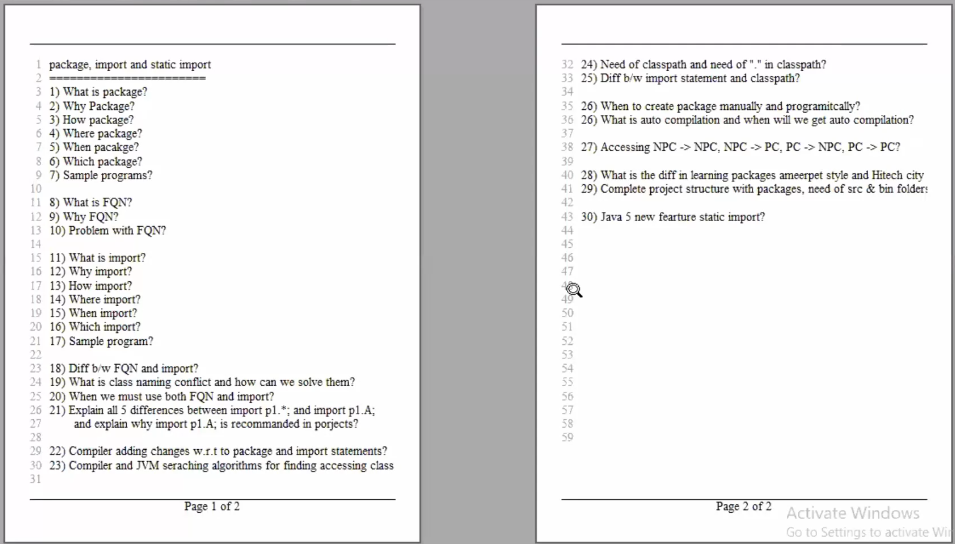 1 package, import and static import
2 =======================
3 1) What is package?
4 2) Why Package?
5 3) How package?
6 4) Where package?
7 5) When pacakge?
8 6) Which package?
9 7) Sample programs?
10
11 8) What is FQN?
12 9) Why FQN?
13 10) Problem with FQN?
14
15 11) What is import?
16 12) Why import?
17 13) How import?
18 14) Where import?
19 15) When import?
20 16) Which import?
21 17) Sample program?
22
23 18) Diff b/w FQN and import?
24 19) What is class naming conflict and how can we solve them?
25 20) When we must use both FQN and import?
26 21) Explain all 5 differences between import p1.*; and import p1.A;
27 and explain why import p1.A; is recommanded in porjects?
28
29 22) Compiler adding changes w.r.t to package and import statements?
30 23) Compiler and JVM seraching algorithms for finding accessing class
31
Page 1 of 2
32 24) Need of classpath and need of "." in classpath?
33 25) Diff b/w import statement and classpath?
34
35 26) When to create package manually and programitcally?
36 26) What is auto compilation and when will we get auto compilation?
37
38 27) Accessing NPC -> NPC, NPC -> PC, PC -> NPC, PC -> PC?
39
40 28) What is the diff in learning packages ameerpet style and Hitech city
41 29) Complete project structure with packages, need of src & bin folders
42
43 30) Java 5 new fearture static import?
44
45
46
47
49
50
51
52
53
54
55
56
57
58
59
Page 2 of 2
Activate Windows
Go to Settings to activate Wi